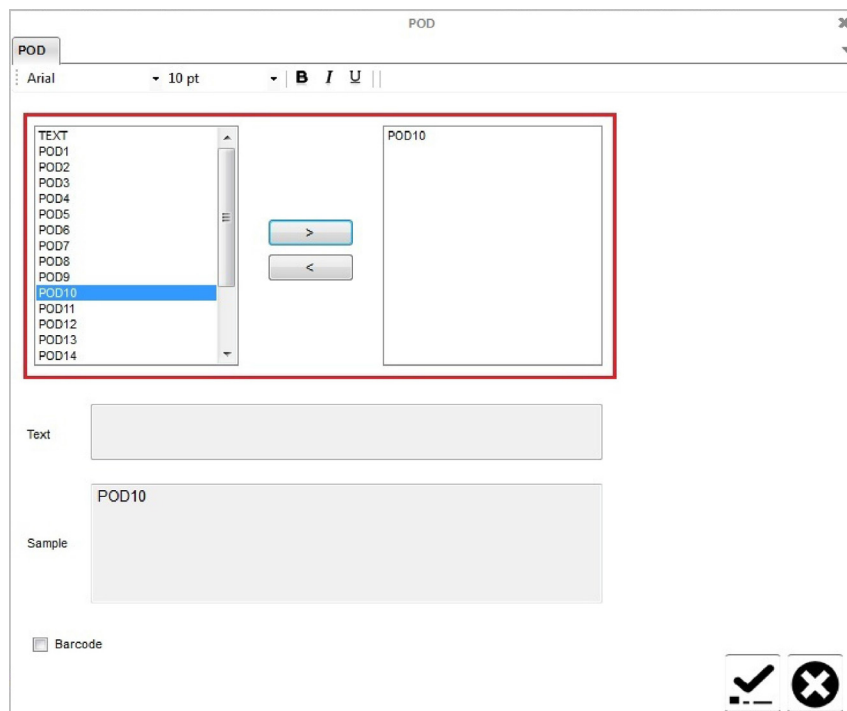 POD
POD
Arial 10 pt B I U
TEXT
POD1
POD2
POD3
POD4
POD5
POD6
POD7
POD8
POD9
POD10
POD11
POD12
POD13
POD14
>
<
POD10
Text
Sample
POD10
Barcode